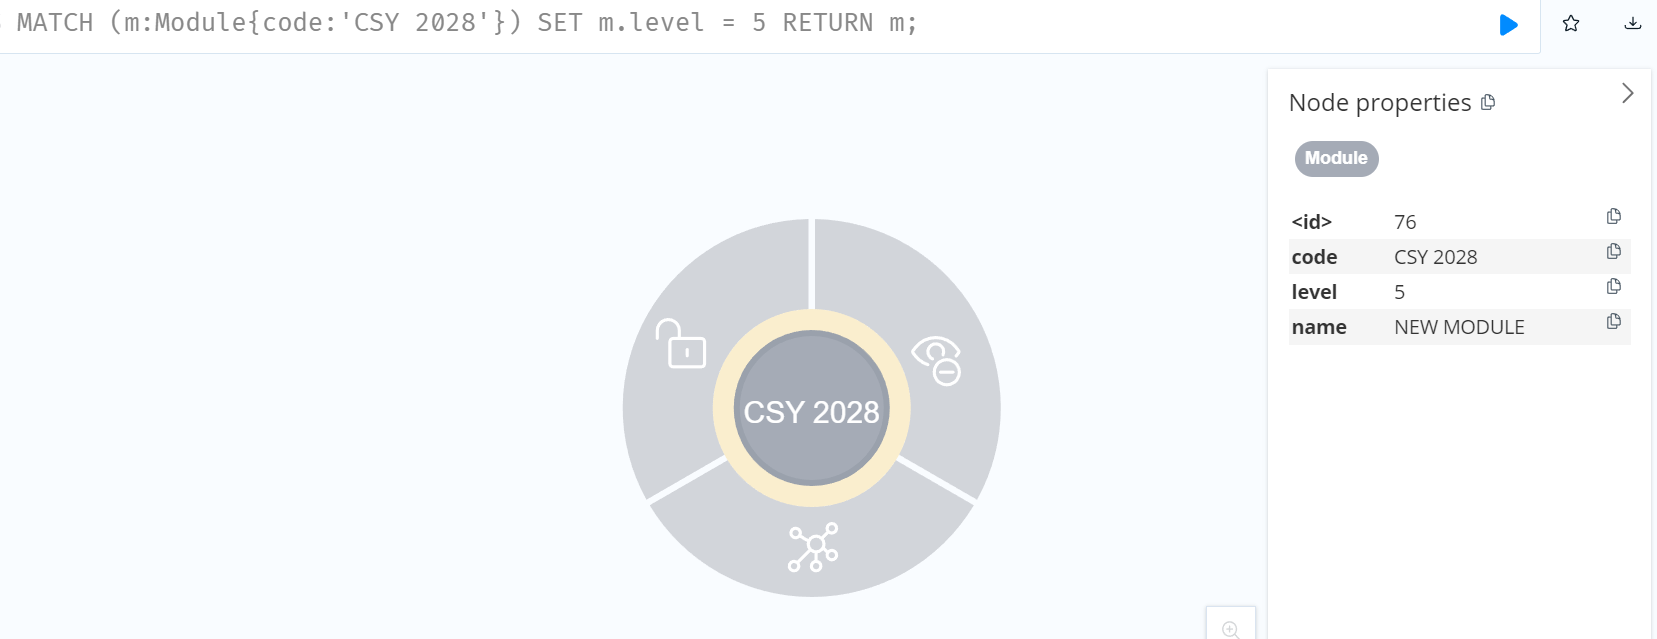 MATCH (m:Module{code:'CSY 2028'}) SET m.level = 5 RETURN m;
Node properties
Module
<id> 76
code CSY 2028
level 5
name NEW MODULE
CSY 2028